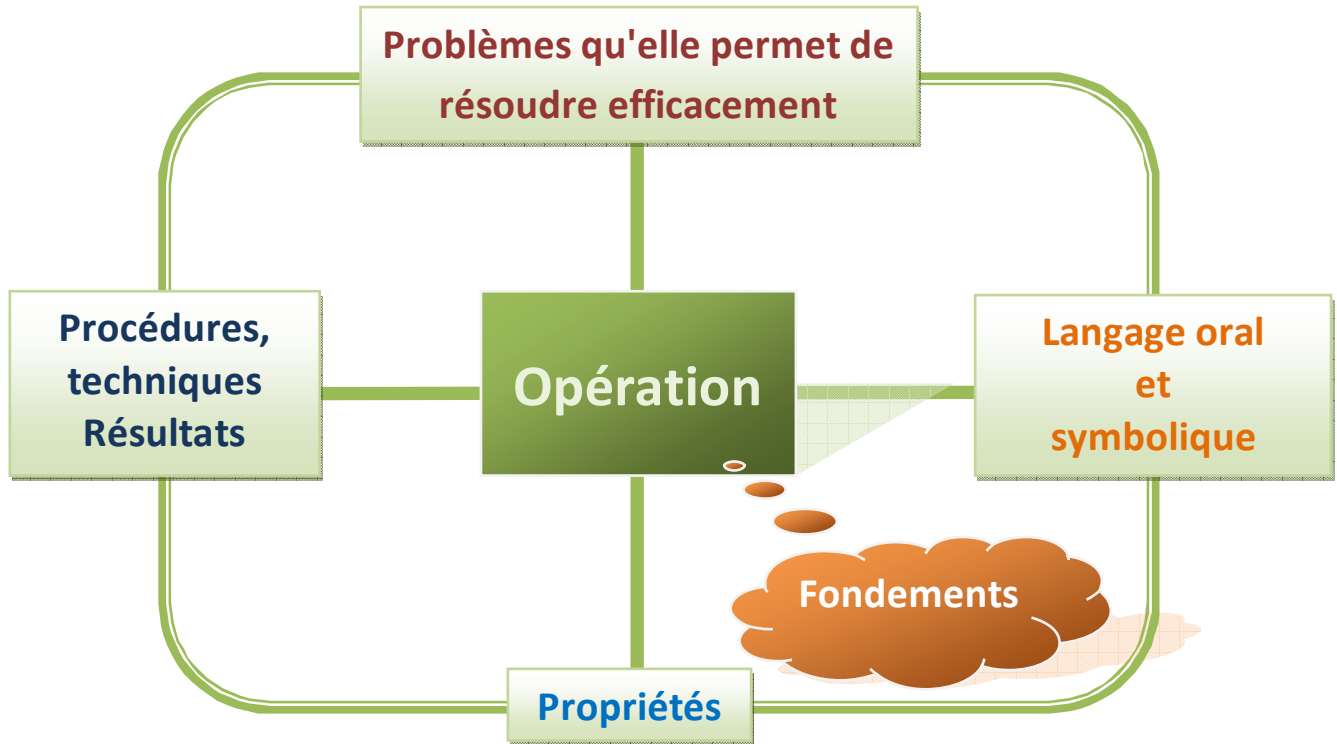 Problèmes qu'elle permet de
résoudre efficacement
Procédures,
techniques
Résultats
Opération
Langage oral
et
symbolique
Fondements
Propriétés